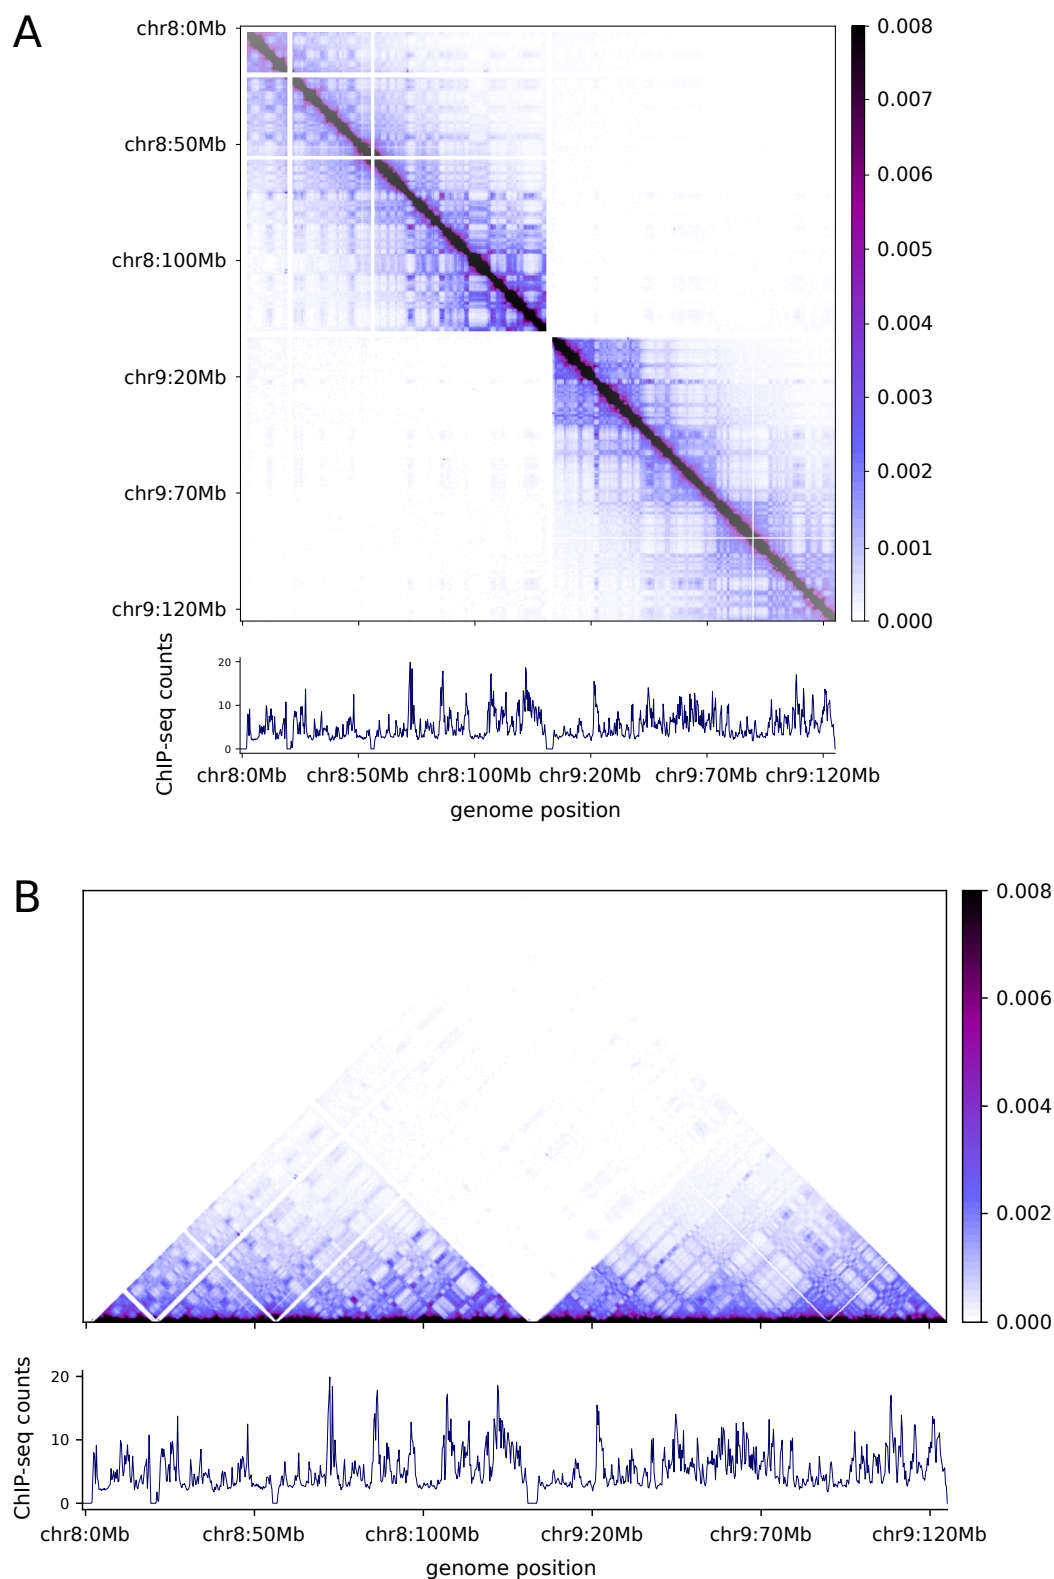 A
chr8:0Mb
chr8:50Mb
chr8:100Mb
chr9:20Mb
chr9:70Mb
chr9:120Mb
0.008
0.007
0.006
0.005
0.004
0.003
0.002
0.001
0.000
ChIP-seq counts
20
10
0
chr8:0Mb chr8:50Mb chr8:100Mb chr9:20Mb chr9:70Mb chr9:120Mb
genome position
B
0.008
0.006
0.004
0.002
0.000
ChIP-seq counts
20
10
0
chr8:0Mb chr8:50Mb chr8:100Mb chr9:20Mb chr9:70Mb chr9:120Mb
genome position